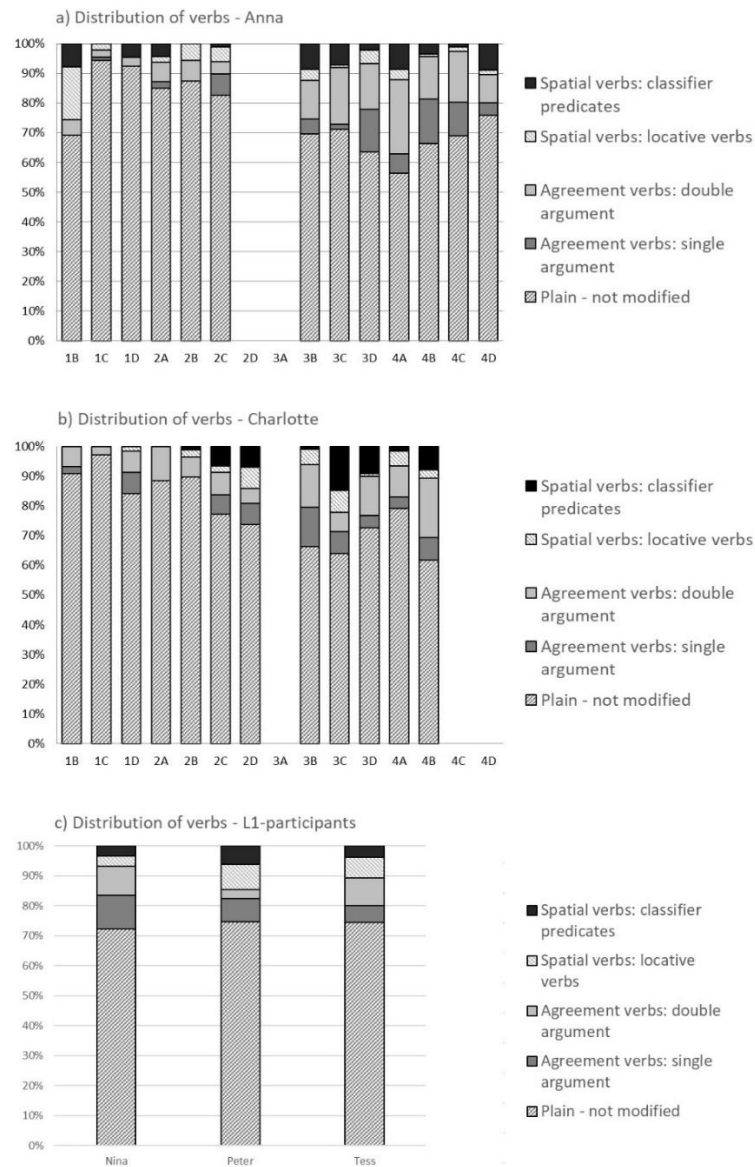 a) Distribution of verbs - Anna
100%
90%
80%
70%
60%
50%
40%
30%
20%
10%
0%
1B 1C 1D 2A 2B 2C 2D 3A 3B 3C 3D 4A 4B 4C 4D
Spatial verbs: classifier
predicates
Spatial verbs: locative verbs
Agreement verbs: double
argument
Agreement verbs: single
argument
Plain - not modified
b) Distribution of verbs - Charlotte
100%
90%
80%
70%
60%
50%
40%
30%
20%
10%
0%
1B 1C 1D 2A 2B 2C 2D 3A 3B 3C 3D 4A 4B 4C 4D
Spatial verbs: classifier
predicates
Spatial verbs: locative verbs
Agreement verbs: double
argument
Agreement verbs: single
argument
Plain - not modified
c) Distribution of verbs - L1-participants
100%
90%
80%
70%
60%
50%
40%
30%
20%
10%
0%
Nina Peter Tess
Spatial verbs: classifier
predicates
Spatial verbs: locative
verbs
Agreement verbs: double
argument
Agreement verbs: single
argument
Plain - not modified